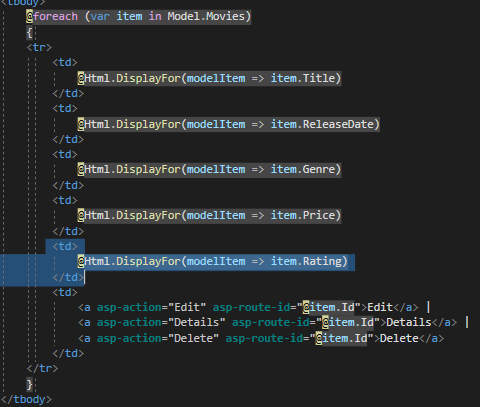 <tbody>
@foreach (var item in Model.Movies)
{
<tr>
<td>
@Html.DisplayFor(modelItem => item.Title)
</td>
<td>
@Html.DisplayFor(modelItem => item.ReleaseDate)
</td>
<td>
@Html.DisplayFor(modelItem => item.Genre)
</td>
<td>
@Html.DisplayFor(modelItem => item.Price)
</td>
<td>
@Html.DisplayFor(modelItem => item.Rating)
</td>
<td>
<a asp-action="Edit" asp-route-id="@item.Id">Edit</a> |
<a asp-action="Details" asp-route-id="@item.Id">Details</a> |
<a asp-action="Delete" asp-route-id="@item.Id">Delete</a>
</td>
</tr>
}
</tbody>